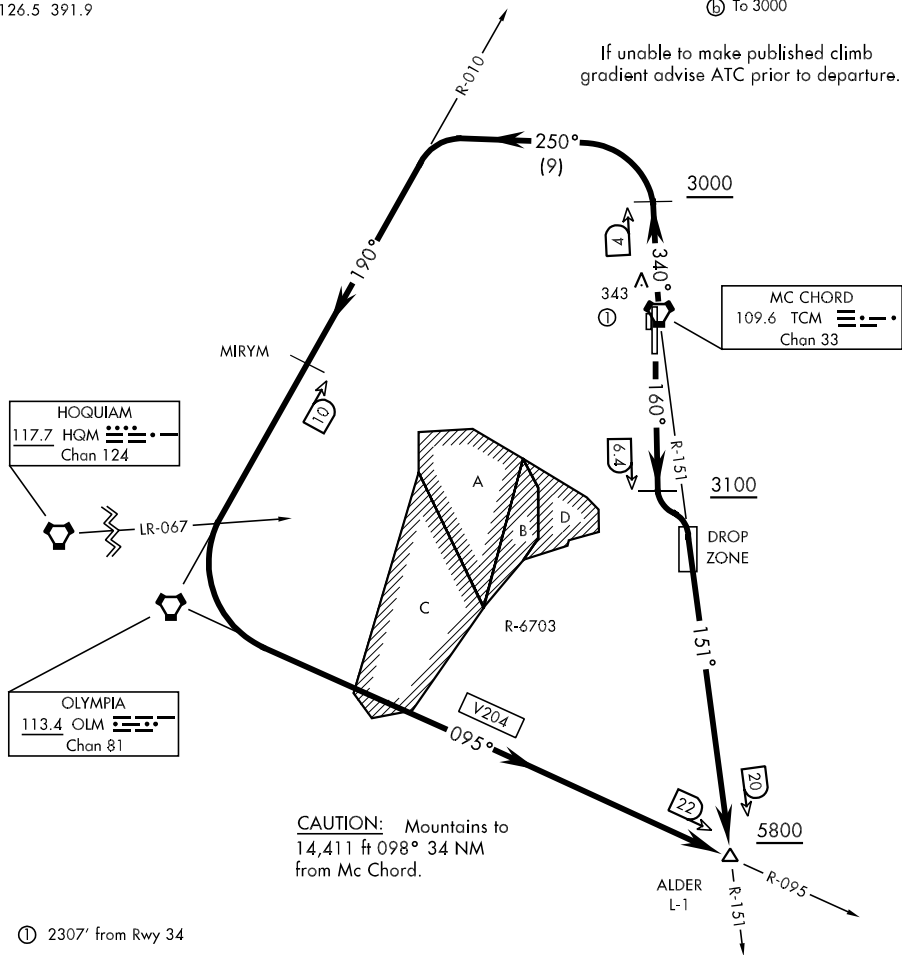 126.5 391.9
ⓑ To 3000
If unable to make published climb
gradient advise ATC prior to departure.
R-010
250°
(9)
3000
4
340°
190°
343
①
MC CHORD
109.6 TCM
Chan 33
MIRYM
10
160°
R-151
HOQUIAM
117.7 HQM
Chan 124
6.4
3100
A
B
D
DROP
ZONE
LR-067
C
R-6703
151°
OLYMPIA
113.4 OLM
Chan 81
V204
095°
22
20
5800
CAUTION: Mountains to
14,411 ft 098° 34 NM
from Mc Chord.
ALDER
L-1
R-095
R-151
① 2307' from Rwy 34